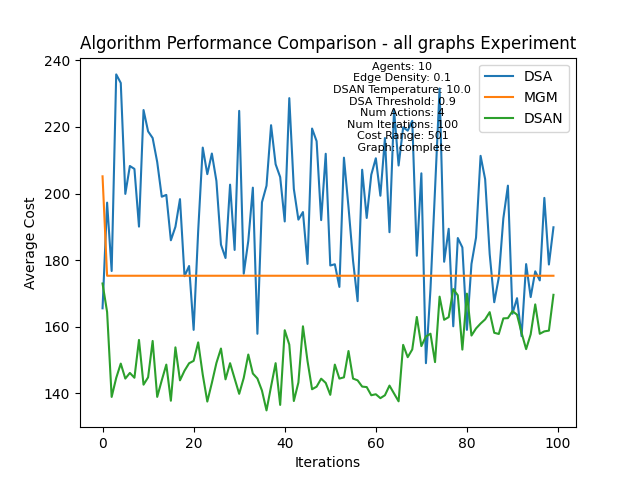 Algorithm Performance Comparison - all graphs Experiment
Agents: 10
Edge Density: 0.1
DSAN Temperature: 10.0
DSA Threshold: 0.9
Num Actions: 4
Num Iterations: 100
Cost Range: 501
Graph: complete
DSA
MGM
DSAN
Average Cost
240
220
200
180
160
140
0
20
40
60
80
100
Iterations